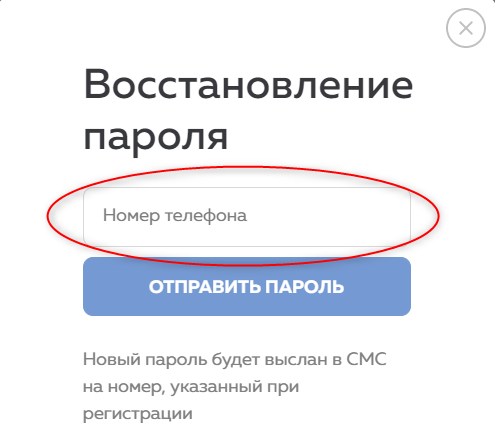 Восстановление
пароля
Номер телефона
ОТПРАВИТЬ ПАРОЛЬ
Новый пароль будет выслан в СМС
на номер, указанный при
регистрации